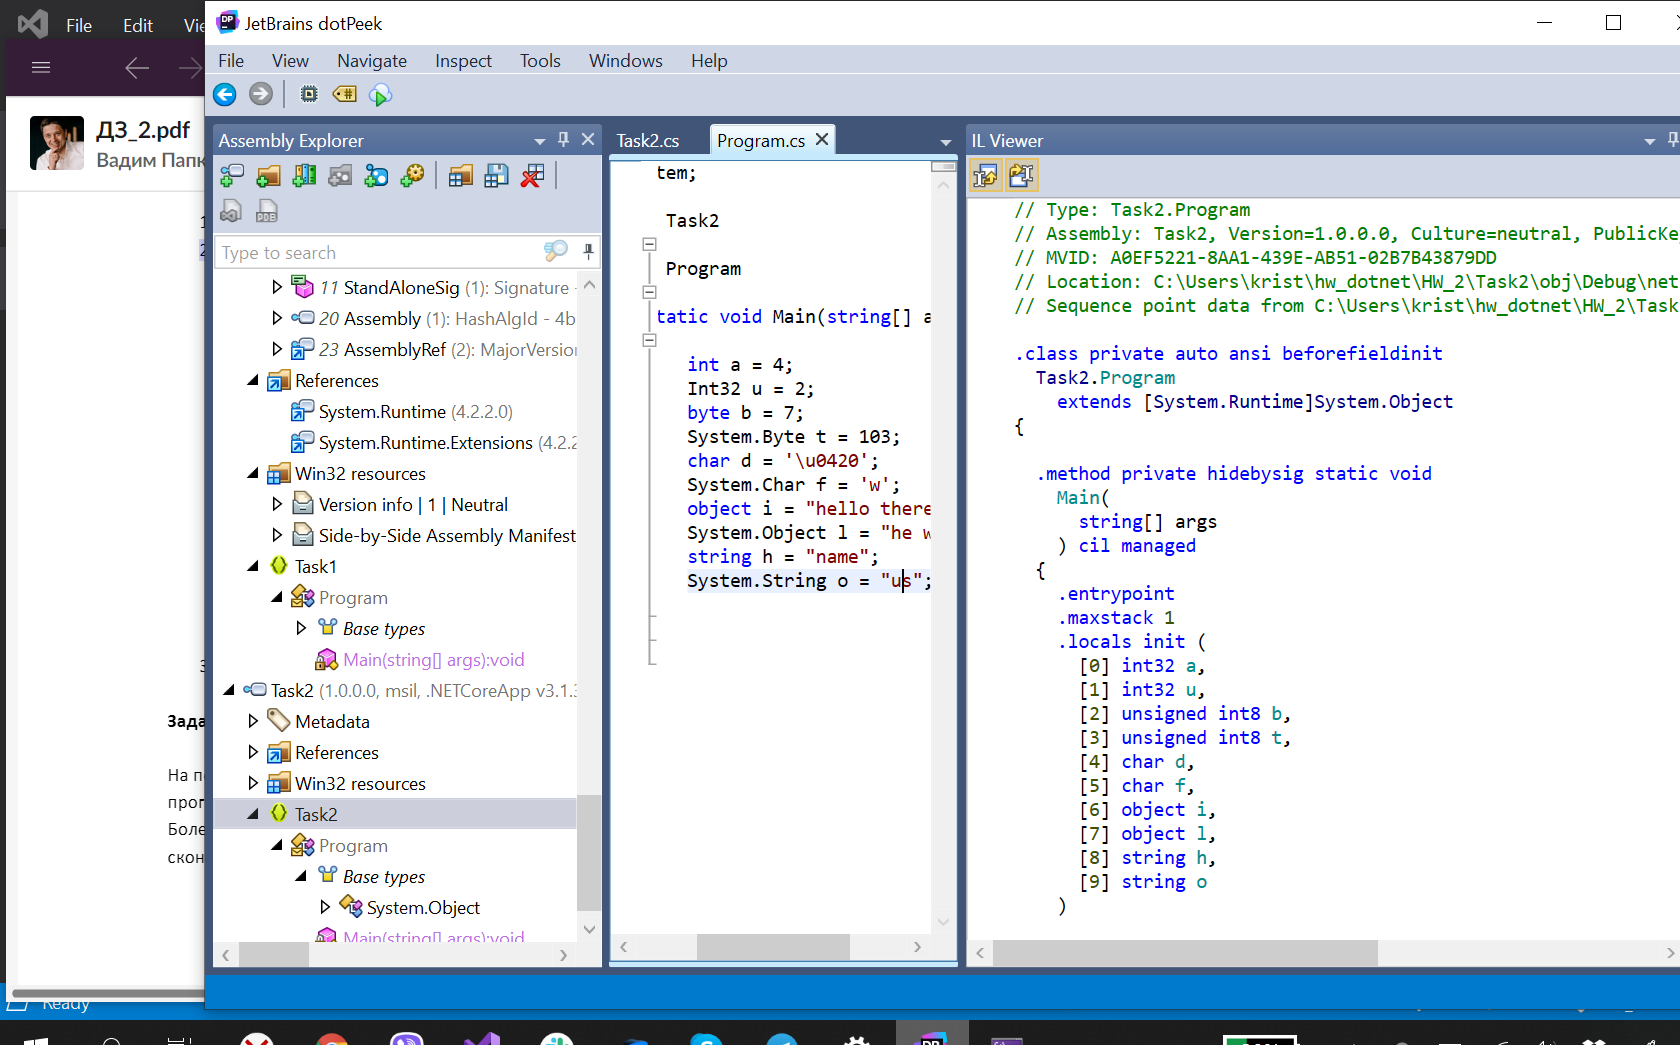 File Edit
JetBrains dotPeek
File View Navigate Inspect Tools Windows Help
ДЗ_2.pdf
Вадим
Assembly Explorer
Type to search
11 StandAloneSig (1): Signature -
20 Assembly (1): HashAlgId - 4b
23 AssemblyRef (2): MajorVersion
References
System.Runtime (4.2.2.0)
System.Runtime.Extensions (4.2.2
Win32 resources
Version info | 1 | Neutral
Side-by-Side Assembly Manifest
Task1
Program
Base types
Main(string[] args):void
Task2 (1.0.0.0, msil, .NETCoreApp v3.1
Metadata
References
Win32 resources
Task2
Program
Base types
System.Object
Main(string[] args):void
Task2.cs Program.cs
tem;
Task2
Program
tatic void Main(string[] a
int a = 4;
Int32 u = 2;
byte b = 7;
System.Byte t = 103;
char d = '\u0420';
System.Char f = 'w';
object i = "hello there
System.Object l = "he w
string h = "name";
System.String o = "us";
IL Viewer
// Type: Task2.Program
// Assembly: Task2, Version=1.0.0.0, Culture=neutral, PublicKe
// MVID: A0EF5221-8AA1-439E-AB51-02B7B43879DD
// Location: C:\Users\krist\hw_dotnet\HW_2\Task2\obj\Debug\net
// Sequence point data from C:\Users\krist\hw_dotnet\HW_2\Task
.class private auto ansi beforefieldinit
Task2.Program
extends [System.Runtime]System.Object
{
.method private hidebysig static void
Main(
string[] args
) cil managed
{
.entrypoint
.maxstack 1
.locals init (
[0] int32 a,
[1] int32 u,
[2] unsigned int8 b,
[3] unsigned int8 t,
[4] char d,
[5] char f,
[6] object i,
[7] object l,
[8] string h,
[9] string o
)
Ready